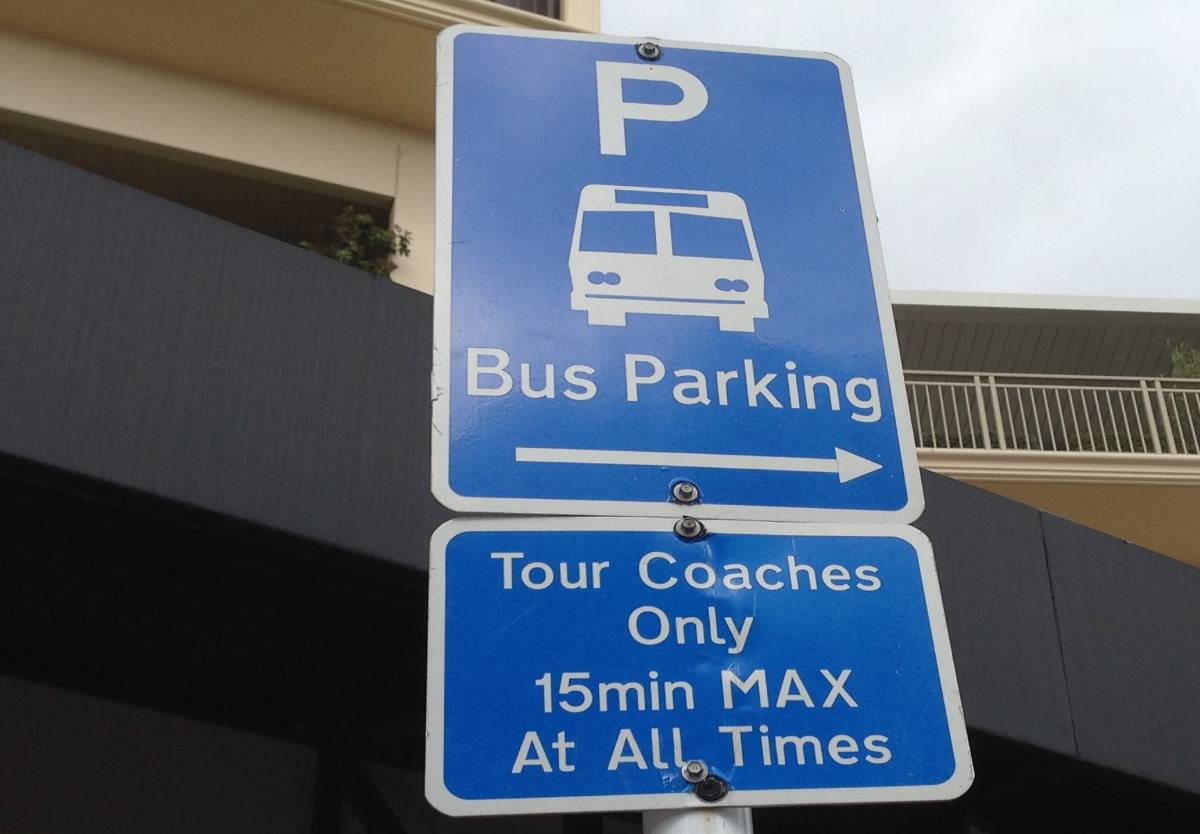 P
Bus Parking
Tour Coaches
Only
15min MAX
At All Times